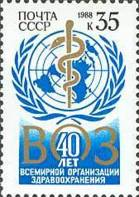 ПОЧТА 1988 К 35
СССР
ВОЗ
40
ЛЕТ
ВСЕМИРНОЙ ОРГАНИЗАЦИИ
ЗДРАВООХРАНЕНИЯ